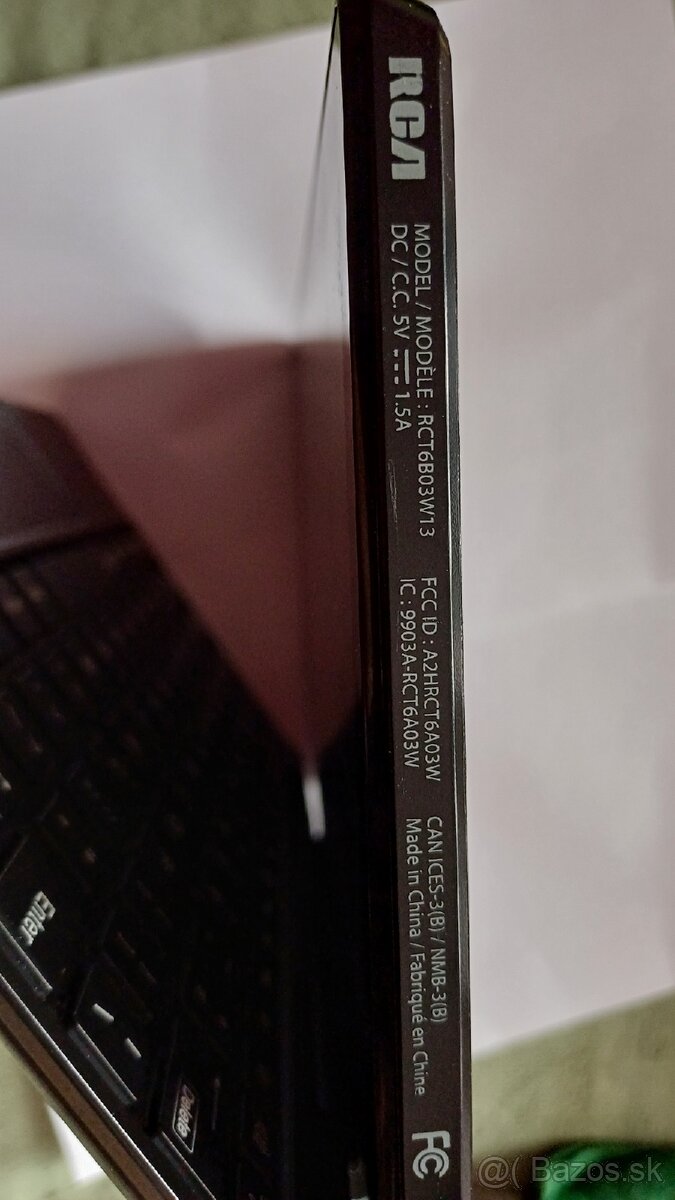 RCA
MODEL / MODÈLE : RCT6B03W13
DC / C.C. 5V ⎓ 1.5A
FCC ID : A2HRCT6A03W
IC : 9903A-RCT6A03W
CAN ICES-3(B) / NMB-3(B)
Made in China / Fabriqué en Chine
FC
Enter
Delete
@( Bazos.sk